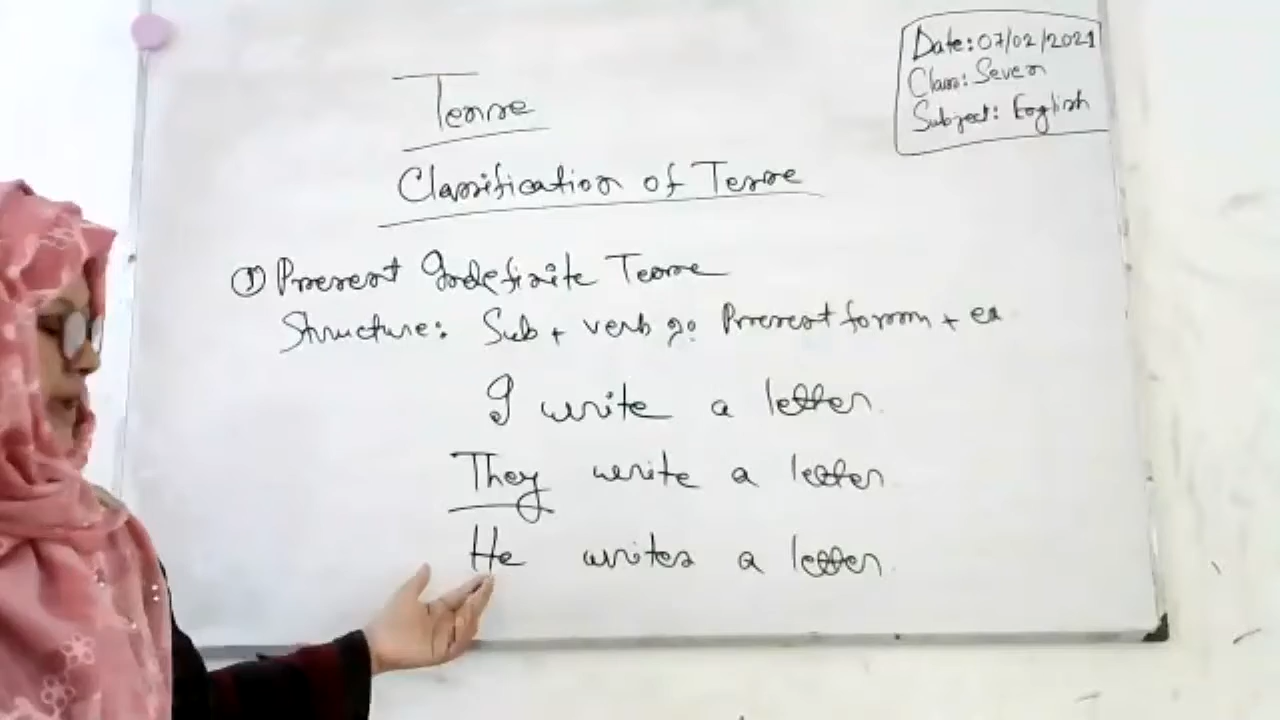 Date: 07/02/2021
Class: Seven
Subject: English
Tense
Classification of Tense
① Present Indefinite Tense
Structure: Sub + verb এর Present form + ex
I write a letter.
They write a letter
He writes a letter.